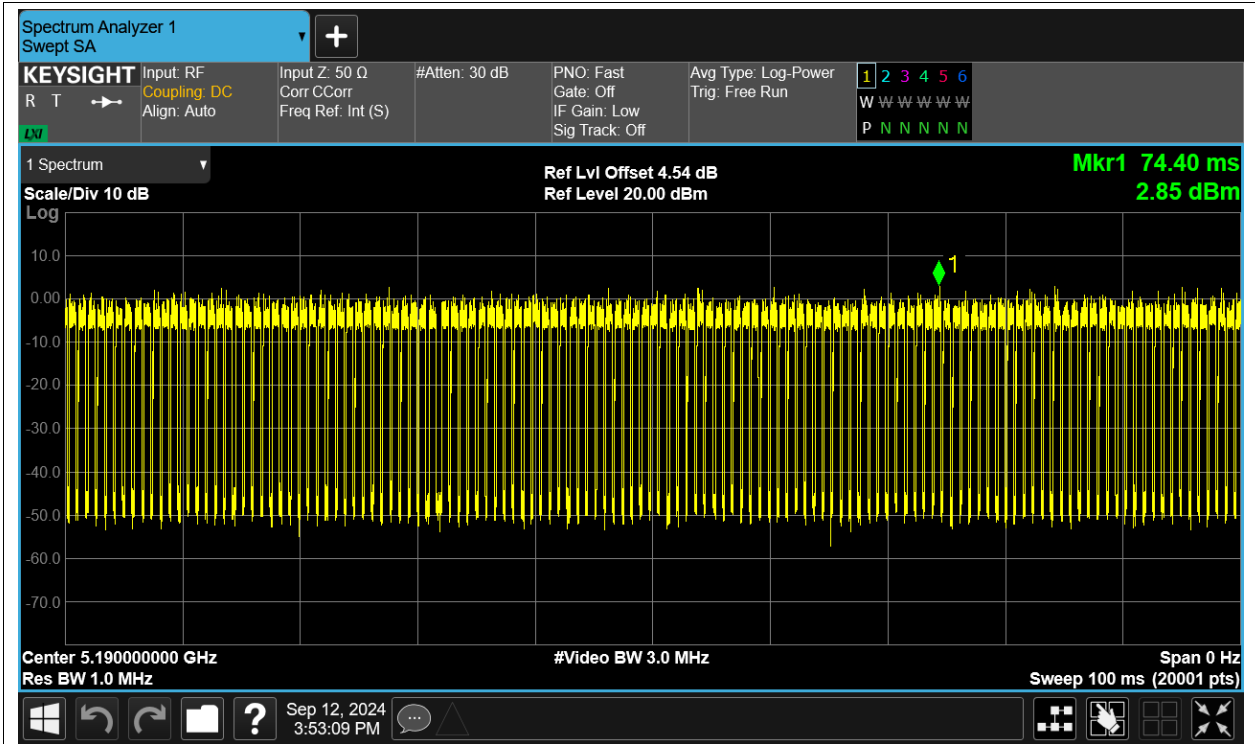 Spectrum Analyzer 1
Swept SA
+
KEYSIGHT
R T
LXI
Input: RF
Coupling: DC
Align: Auto
Input Z: 50 Ω
Corr CCorr
Freq Ref: Int (S)
#Atten: 30 dB
PNO: Fast
Gate: Off
IF Gain: Low
Sig Track: Off
Avg Type: Log-Power
Trig: Free Run
1 2 3 4 5 6
W W W W W W
P N N N N N
1 Spectrum
Scale/Div 10 dB
Ref Lvl Offset 4.54 dB
Ref Level 20.00 dBm
Mkr1 74.40 ms
2.85 dBm
Log
10.0
0.00
-10.0
-20.0
-30.0
-40.0
-50.0
-60.0
-70.0
1
Center 5.190000000 GHz
Res BW 1.0 MHz
#Video BW 3.0 MHz
Span 0 Hz
Sweep 100 ms (20001 pts)
?
Sep 12, 2024
3:53:09 PM